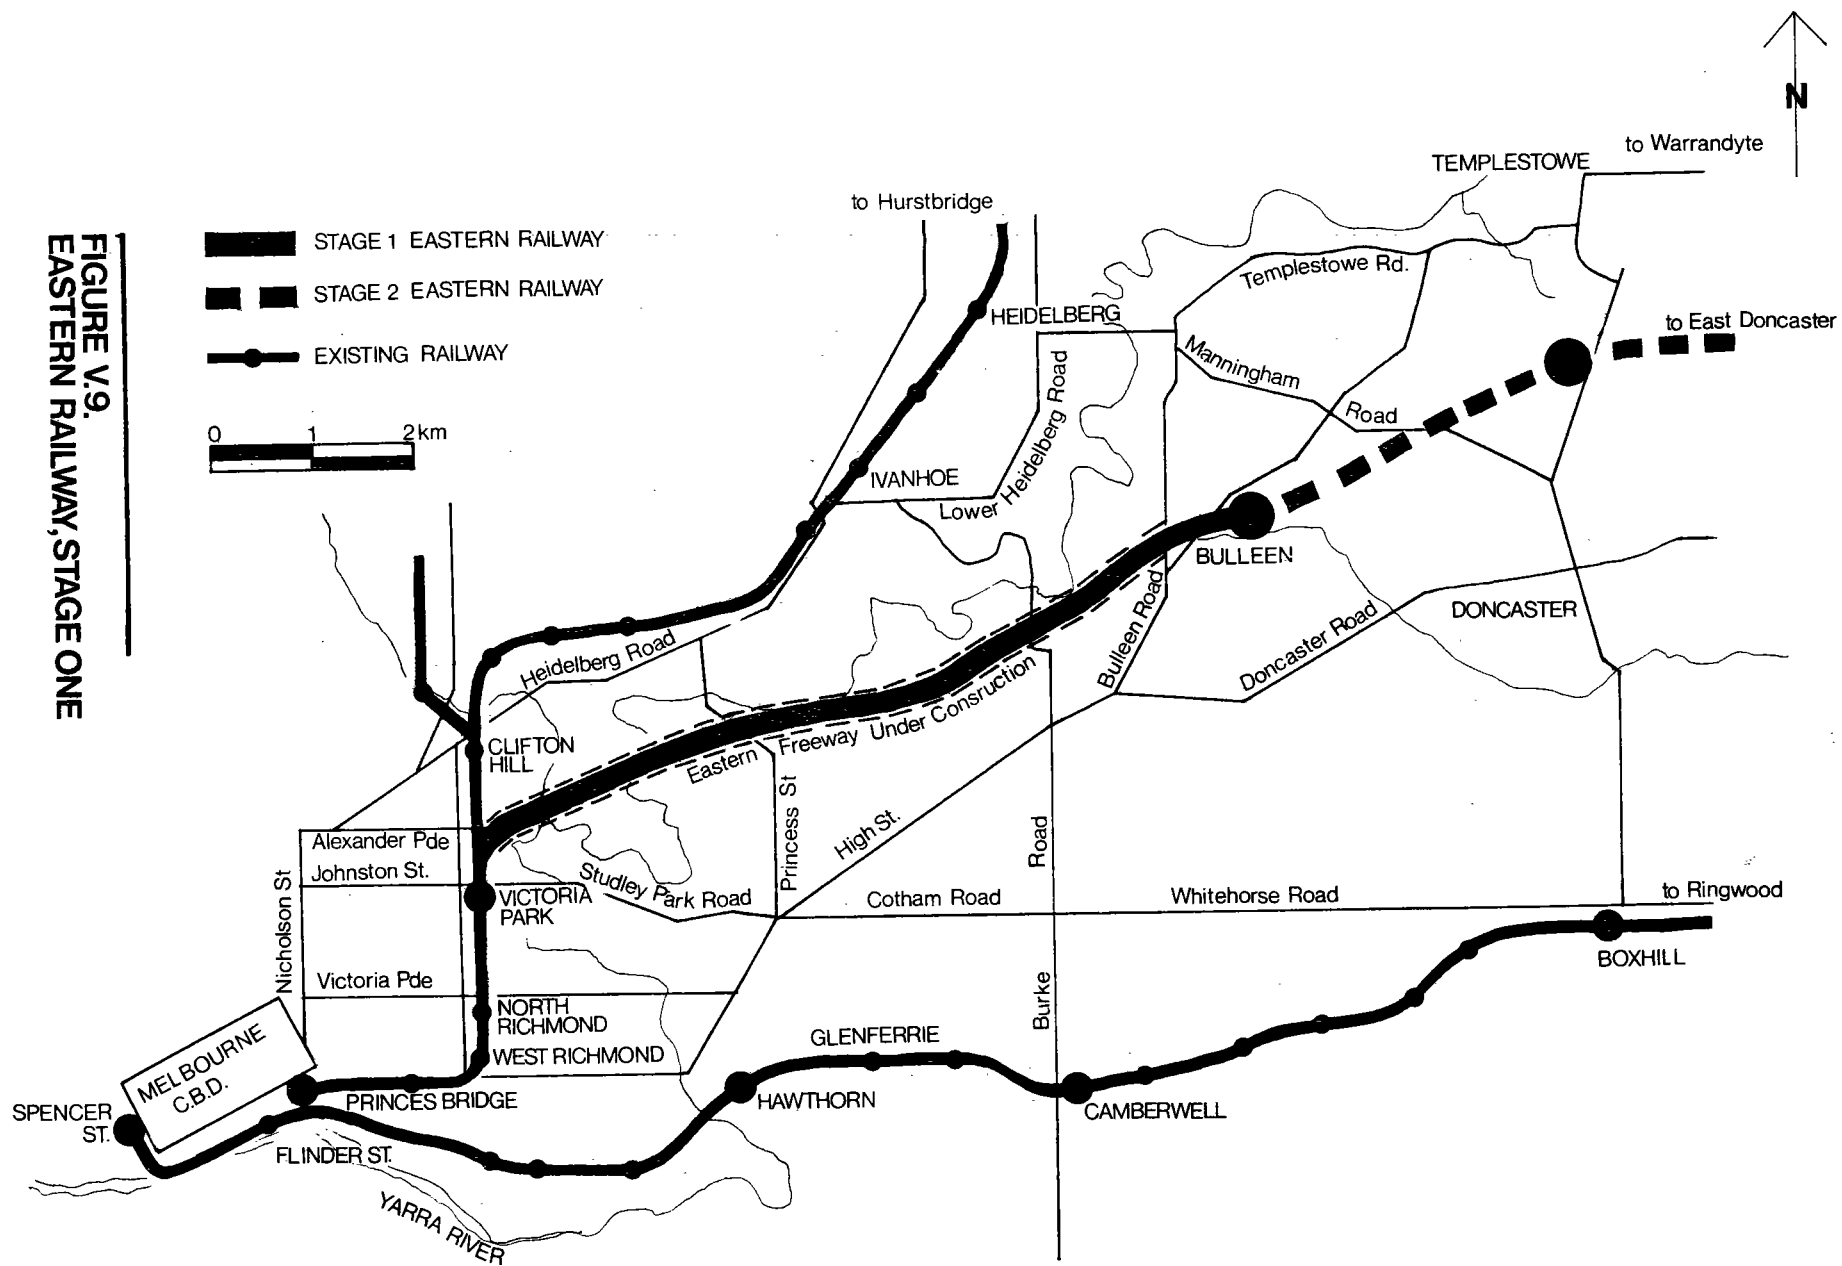 N
to Warrandyte
TEMPLESTOWE
to Hurstbridge
FIGURE V.9.
EASTERN RAILWAY, STAGE ONE
STAGE 1 EASTERN RAILWAY
STAGE 2 EASTERN RAILWAY
EXISTING RAILWAY
0 1 2km
Templestowe Rd.
HEIDELBERG
to East Doncaster
Manningham
Road
Lower Heidelberg Road
IVANHOE
BULLEEN
Bulleen Road
DONCASTER
Doncaster Road
Heidelberg Road
Eastern Freeway Under Consruction
CLIFTON
HILL
Princess St
High St.
Alexander Pde
Johnston St.
Studley Park Road
VICTORIA
PARK
Cotham Road
Whitehorse Road
to Ringwood
Nicholson St
Burke Road
BOXHILL
Victoria Pde
NORTH
RICHMOND
WEST RICHMOND
GLENFERRIE
MELBOURNE
C.B.D.
PRINCES BRIDGE
HAWTHORN
CAMBERWELL
SPENCER
ST.
FLINDER ST.
YARRA RIVER